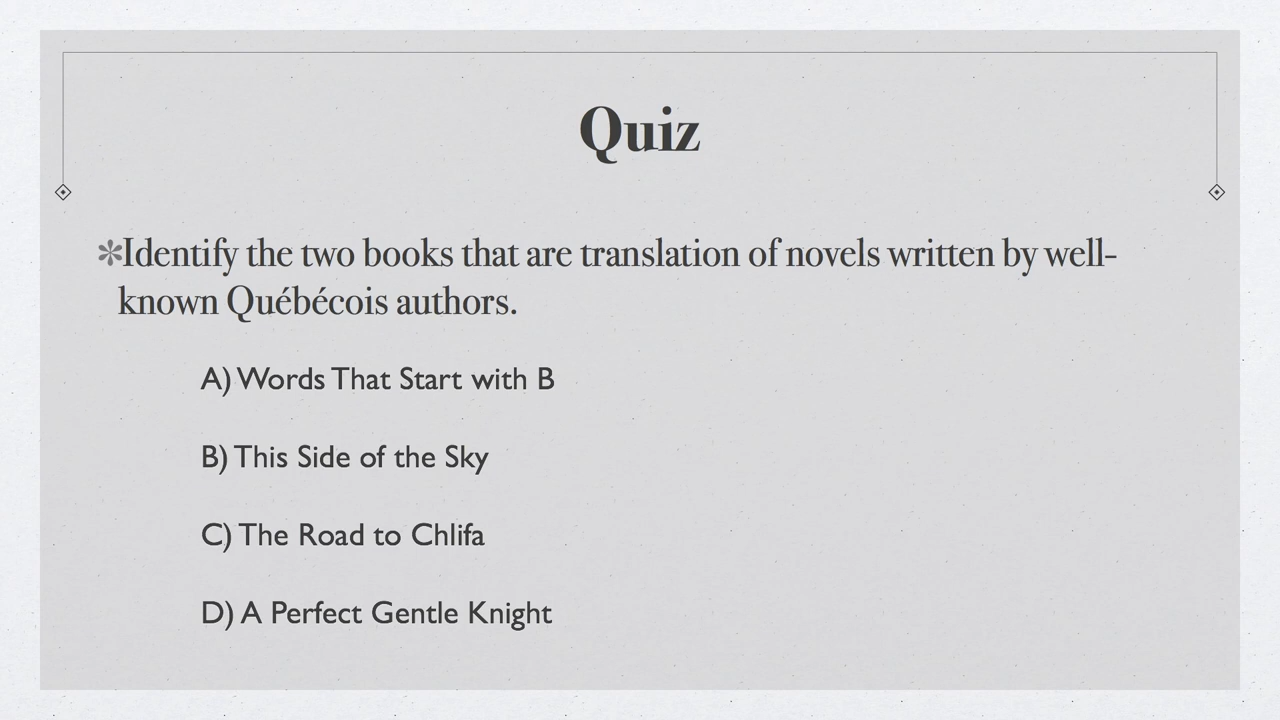 Quiz
✻Identify the two books that are translation of novels written by well-
known Québécois authors.
A) Words That Start with B
B) This Side of the Sky
C) The Road to Chlifa
D) A Perfect Gentle Knight